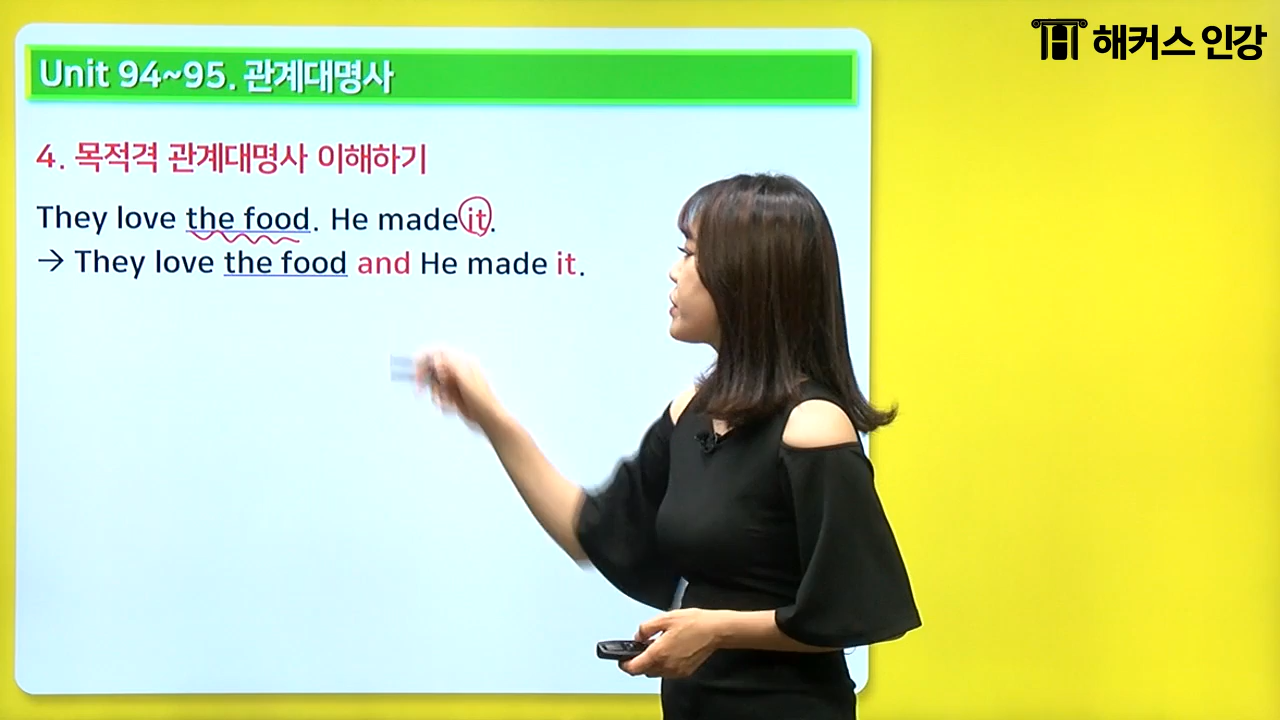 해커스 인강
Unit 94~95. 관계대명사
4. 목적격 관계대명사 이해하기
They love the food. He made it.
→ They love the food and He made it.